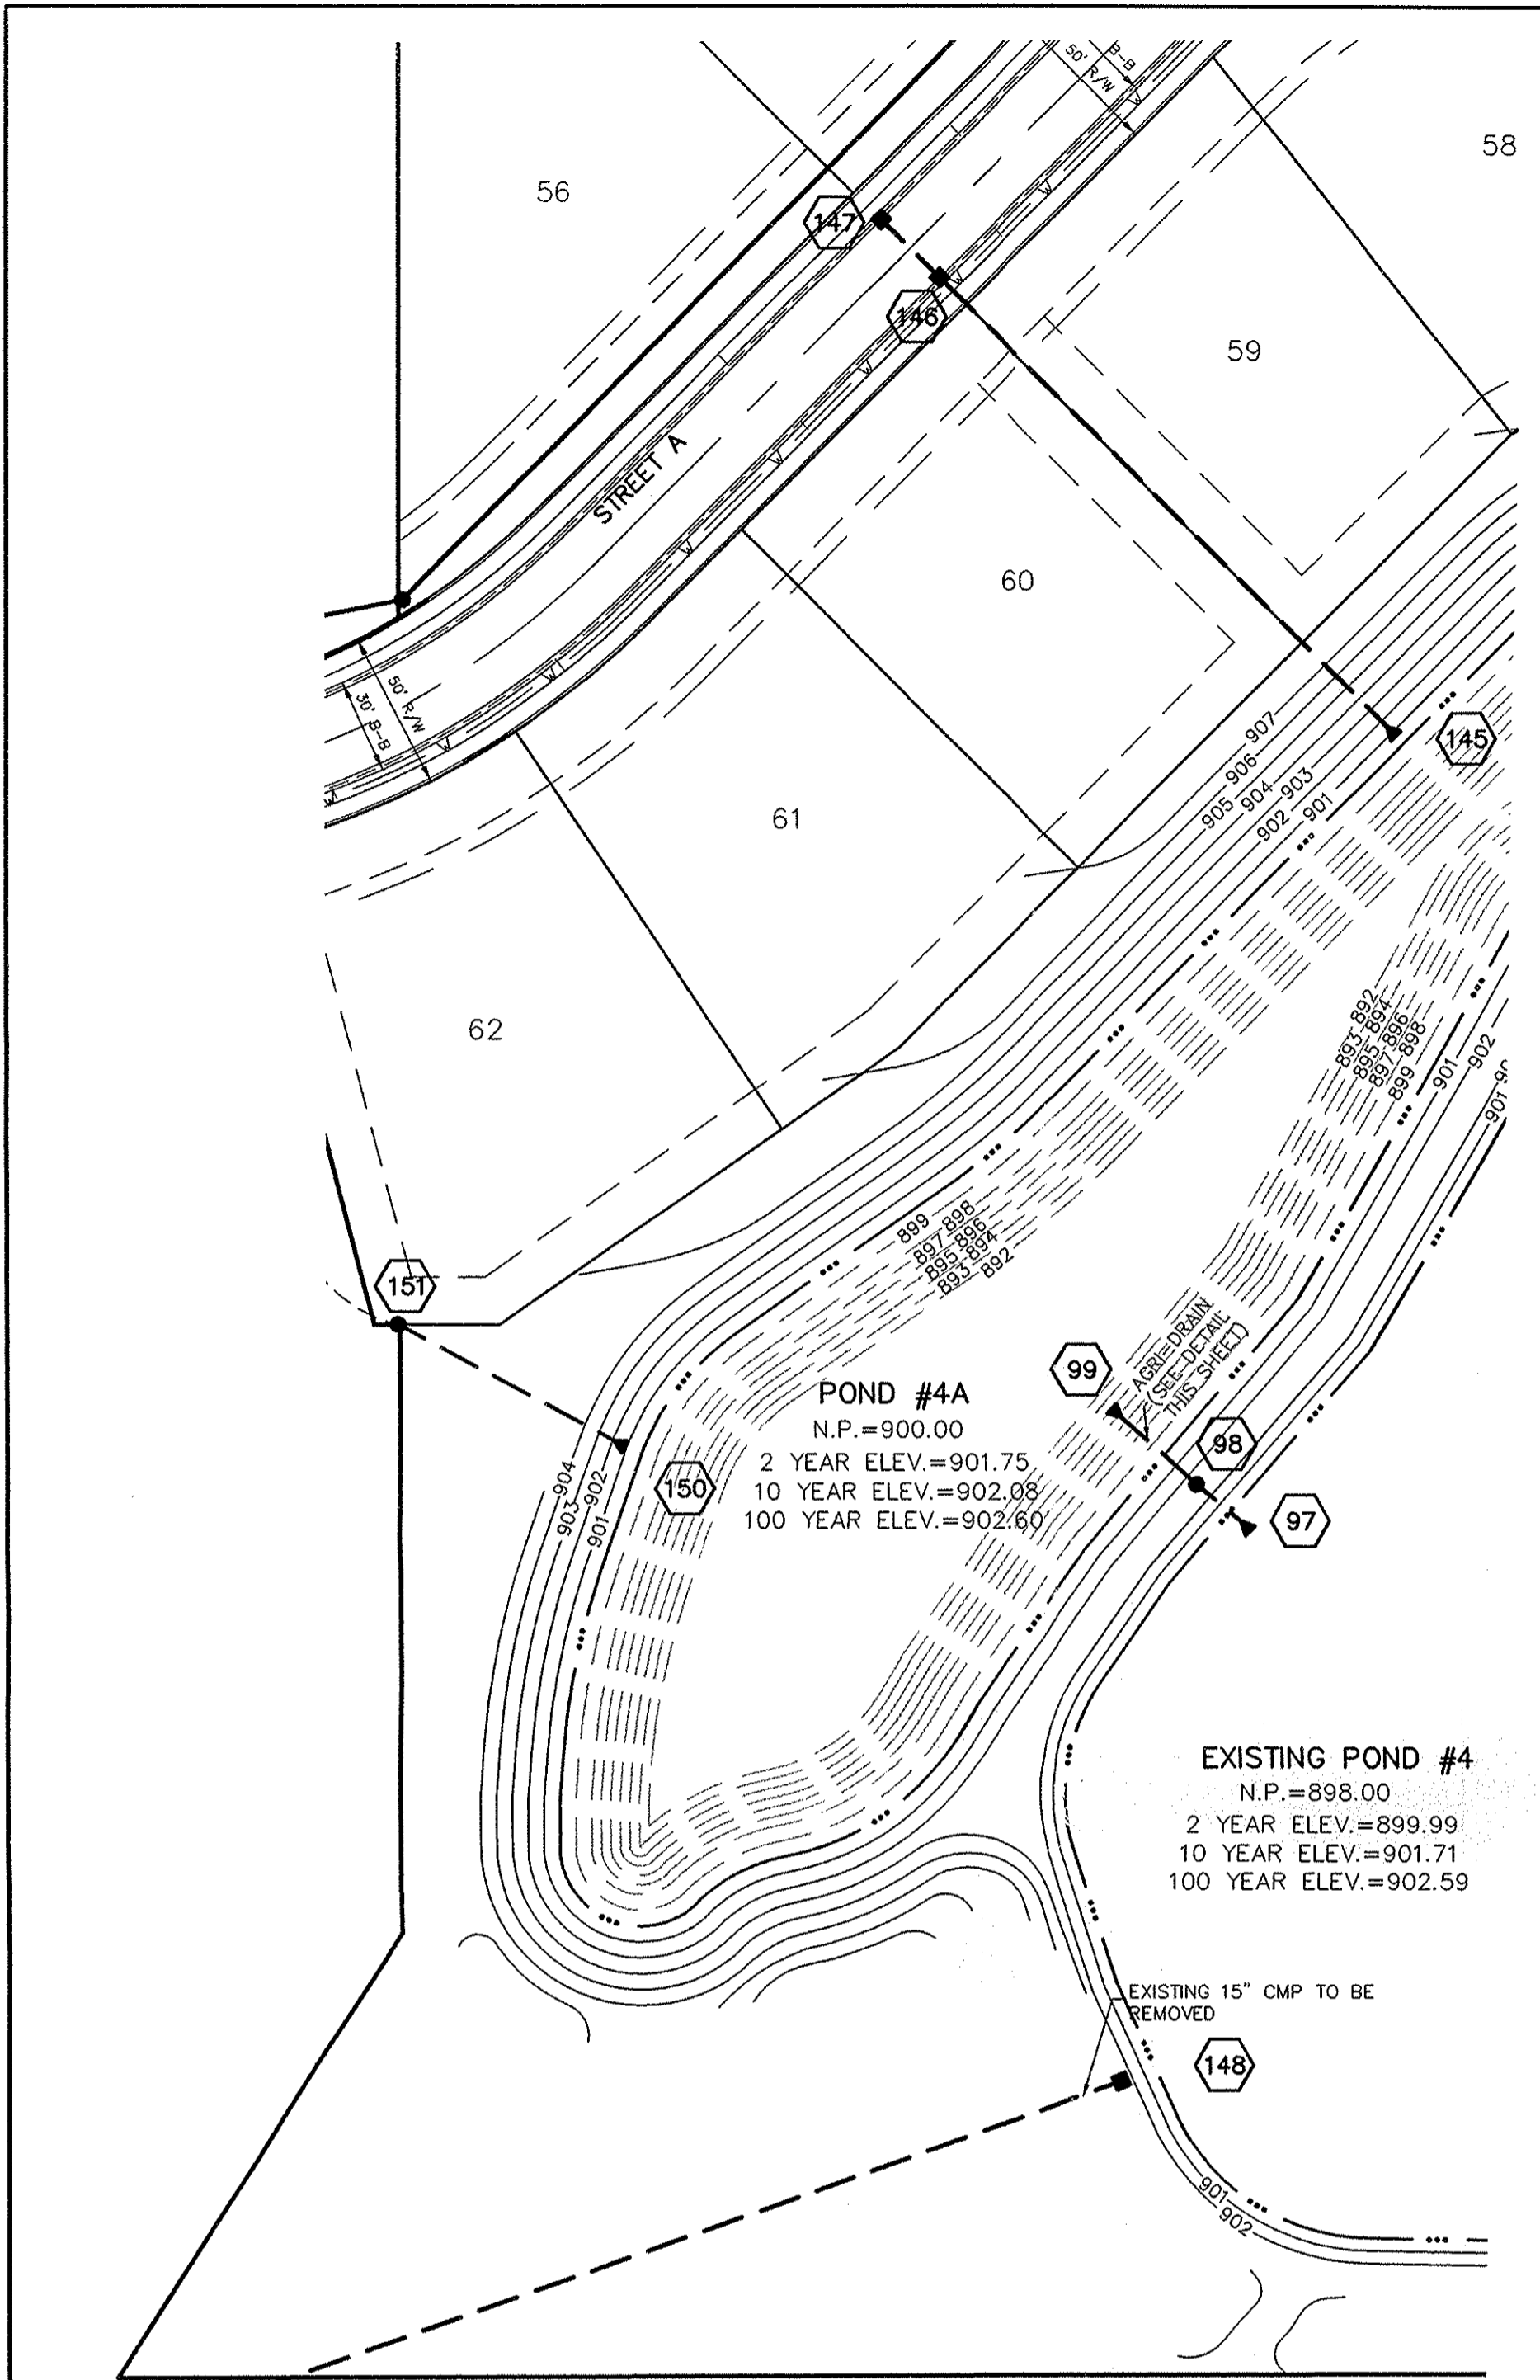 B-B
50' R/W
58
56
147
W
W
146
W
59
W
STREET A
W
W
60
W
50' R/W
30' B-B
W
W
907
906
905
904
903
902
901
145
61
62
892
893
894
895
896
897
898
899
901
902
901
899
898
897
896
895
894
893
892
151
99
AGRI=DRAIN
(SEE DETAIL
THIS SHEET)
98
97
POND #4A
N.P.=900.00
2 YEAR ELEV.=901.75
10 YEAR ELEV.=902.08
100 YEAR ELEV.=902.60
150
904
903
902
901
EXISTING POND #4
N.P.=898.00
2 YEAR ELEV.=899.99
10 YEAR ELEV.=901.71
100 YEAR ELEV.=902.59
EXISTING 15" CMP TO BE
REMOVED
148
901
902